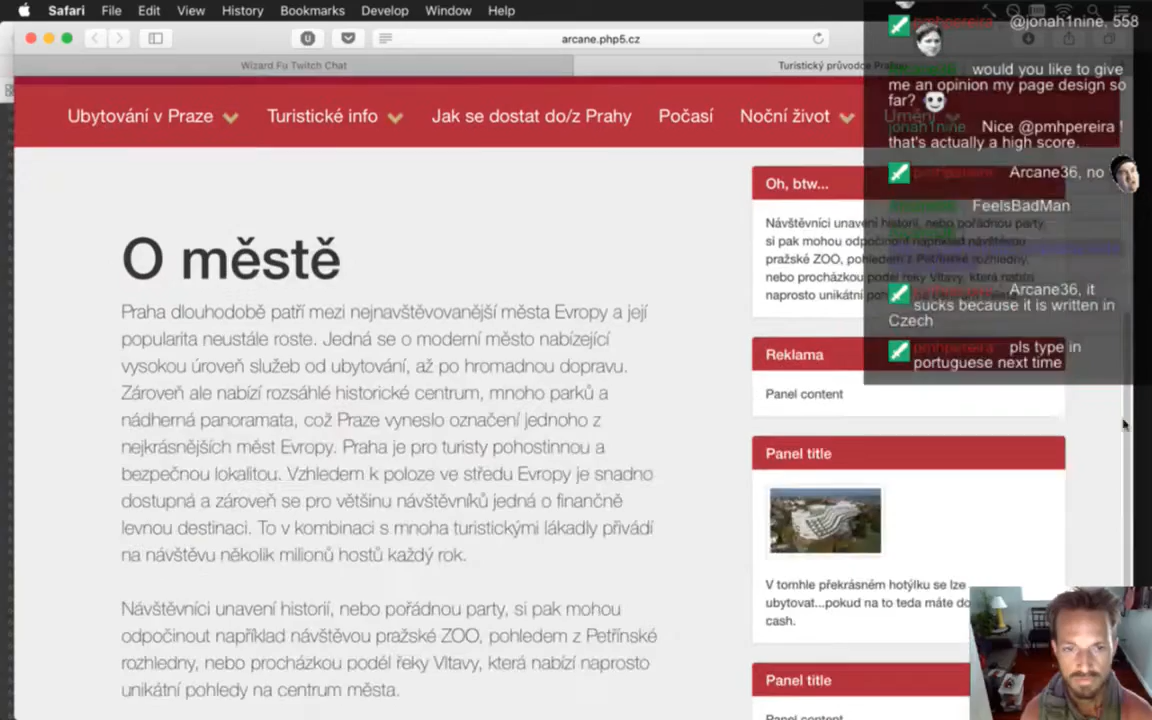 Safari File Edit View History Bookmarks Develop Window Help
arcane.php5.cz
Wizard Fu Twitch Chat
Turistický průvodce
Ubytování v Praze Turistické info Jak se dostat do/z Prahy Počasí Noční život Umění
O městě
Praha dlouhodobě patří mezi nejnavštěvovanější města Evropy a její
popularita neustále roste. Jedná se o moderní město nabízející
vysokou úroveň služeb od ubytování, až po hromadnou dopravu.
Zároveň ale nabízí rozsáhlé historické centrum, mnoho parků a
nádherná panoramata, což Praze vyneslo označení jednoho z
nejkrásnějších měst Evropy. Praha je pro turisty pohostinnou a
bezpečnou lokalitou. Vzhledem k poloze ve středu Evropy je snadno
dostupná a zároveň se pro většinu návštěvníků jedná o finančně
levnou destinaci. To v kombinaci s mnoha turistickými lákadly přivádí
na návštěvu několik milionů hostů každý rok.
Návštěvníci unavení historií, nebo pořádnou party, si pak mohou
odpočinout například návštěvou pražské ZOO, pohledem z Petřínské
rozhledny, nebo procházkou podél řeky Vltavy, která nabízí naprosto
unikátní pohledy na centrum města.
Oh, btw...
Návštěvníci unavení historií, nebo pořádnou party,
si pak mohou odpočinout například návštěvou
pražské ZOO, pohledem z Petřínské rozhledny,
nebo procházkou podél řeky Vltavy, která nabízí
naprosto unikátní
Reklama
Panel content
Panel title
V tomhle překrásném hotýlku se lze
ubytovat...pokud na to teda máte
cash.
Panel title
Panel content
pmhpereira @jonah1nine, 558
would you like to give
me an opinion my page design so
far?
jonah1nine Nice @pmhpereira !
that's actually a high score.
pmhpereira Arcane36, no
FeelsBadMan
pmhpereira Arcane36, it
sucks because it is written in
Czech
pmhpereira pls type in
portuguese next time